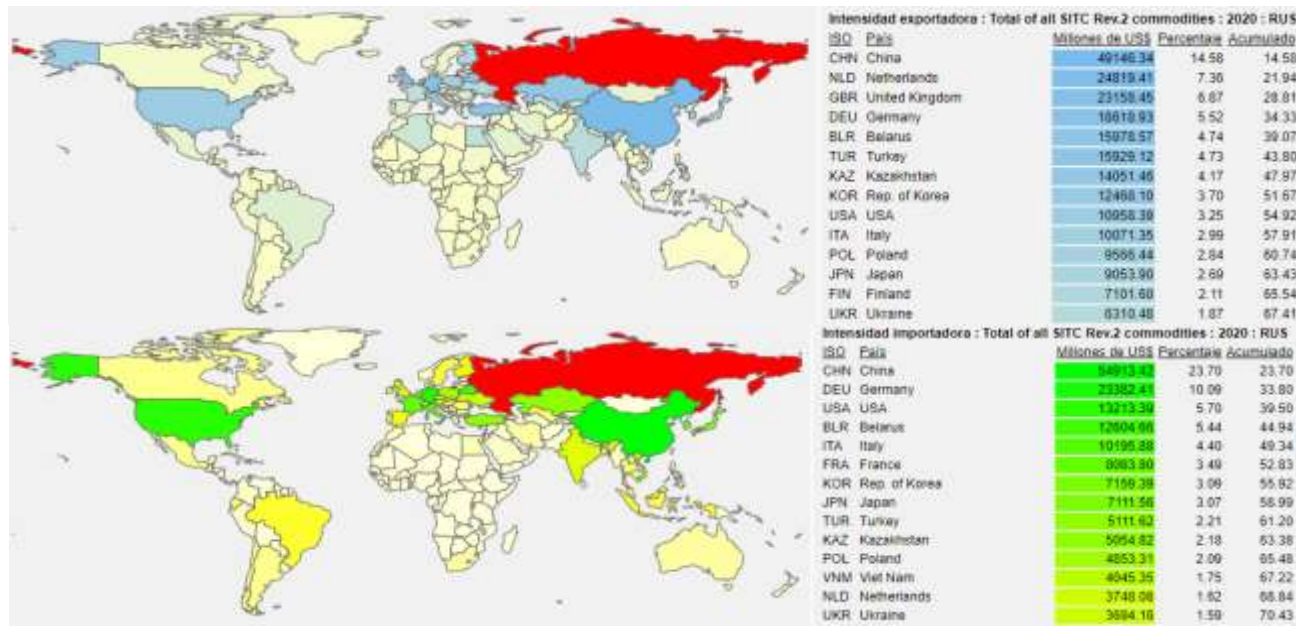 Intensidad exportadora : Total of all SITC Rev.2 commodities : 2020 : RUS
ISO País Millones de US$ Percentaje Acumulado
CHN China 49146.34 14.58 14.58
NLD Netherlands 24819.41 7.36 21.94
GBR United Kingdom 23159.45 6.87 28.81
DEU Germany 18618.93 5.52 34.33
BLR Belarus 15978.57 4.74 39.07
TUR Turkey 15929.12 4.73 43.80
KAZ Kazakhstan 14051.46 4.17 47.97
KOR Rep. of Korea 12468.10 3.70 51.67
USA USA 10958.39 3.25 54.92
ITA Italy 10071.35 2.99 57.91
POL Poland 9566.44 2.84 60.74
JPN Japan 9053.90 2.69 63.43
FIN Finland 7101.60 2.11 65.54
UKR Ukraine 6310.48 1.87 67.41
Intensidad importadora : Total of all SITC Rev.2 commodities : 2020 : RUS
ISO País Millones de US$ Percentaje Acumulado
CHN China 54913.42 23.70 23.70
DEU Germany 23382.41 10.09 33.80
USA USA 13213.39 5.70 39.50
BLR Belarus 12604.66 5.44 44.94
ITA Italy 10195.88 4.40 49.34
FRA France 8083.80 3.49 52.83
KOR Rep. of Korea 7159.39 3.09 55.92
JPN Japan 7111.56 3.07 58.99
TUR Turkey 5111.62 2.21 61.20
KAZ Kazakhstan 5054.82 2.18 63.38
POL Poland 4853.31 2.09 65.48
VNM Viet Nam 4045.35 1.75 67.22
NLD Netherlands 3748.08 1.62 68.84
UKR Ukraine 3694.16 1.59 70.43